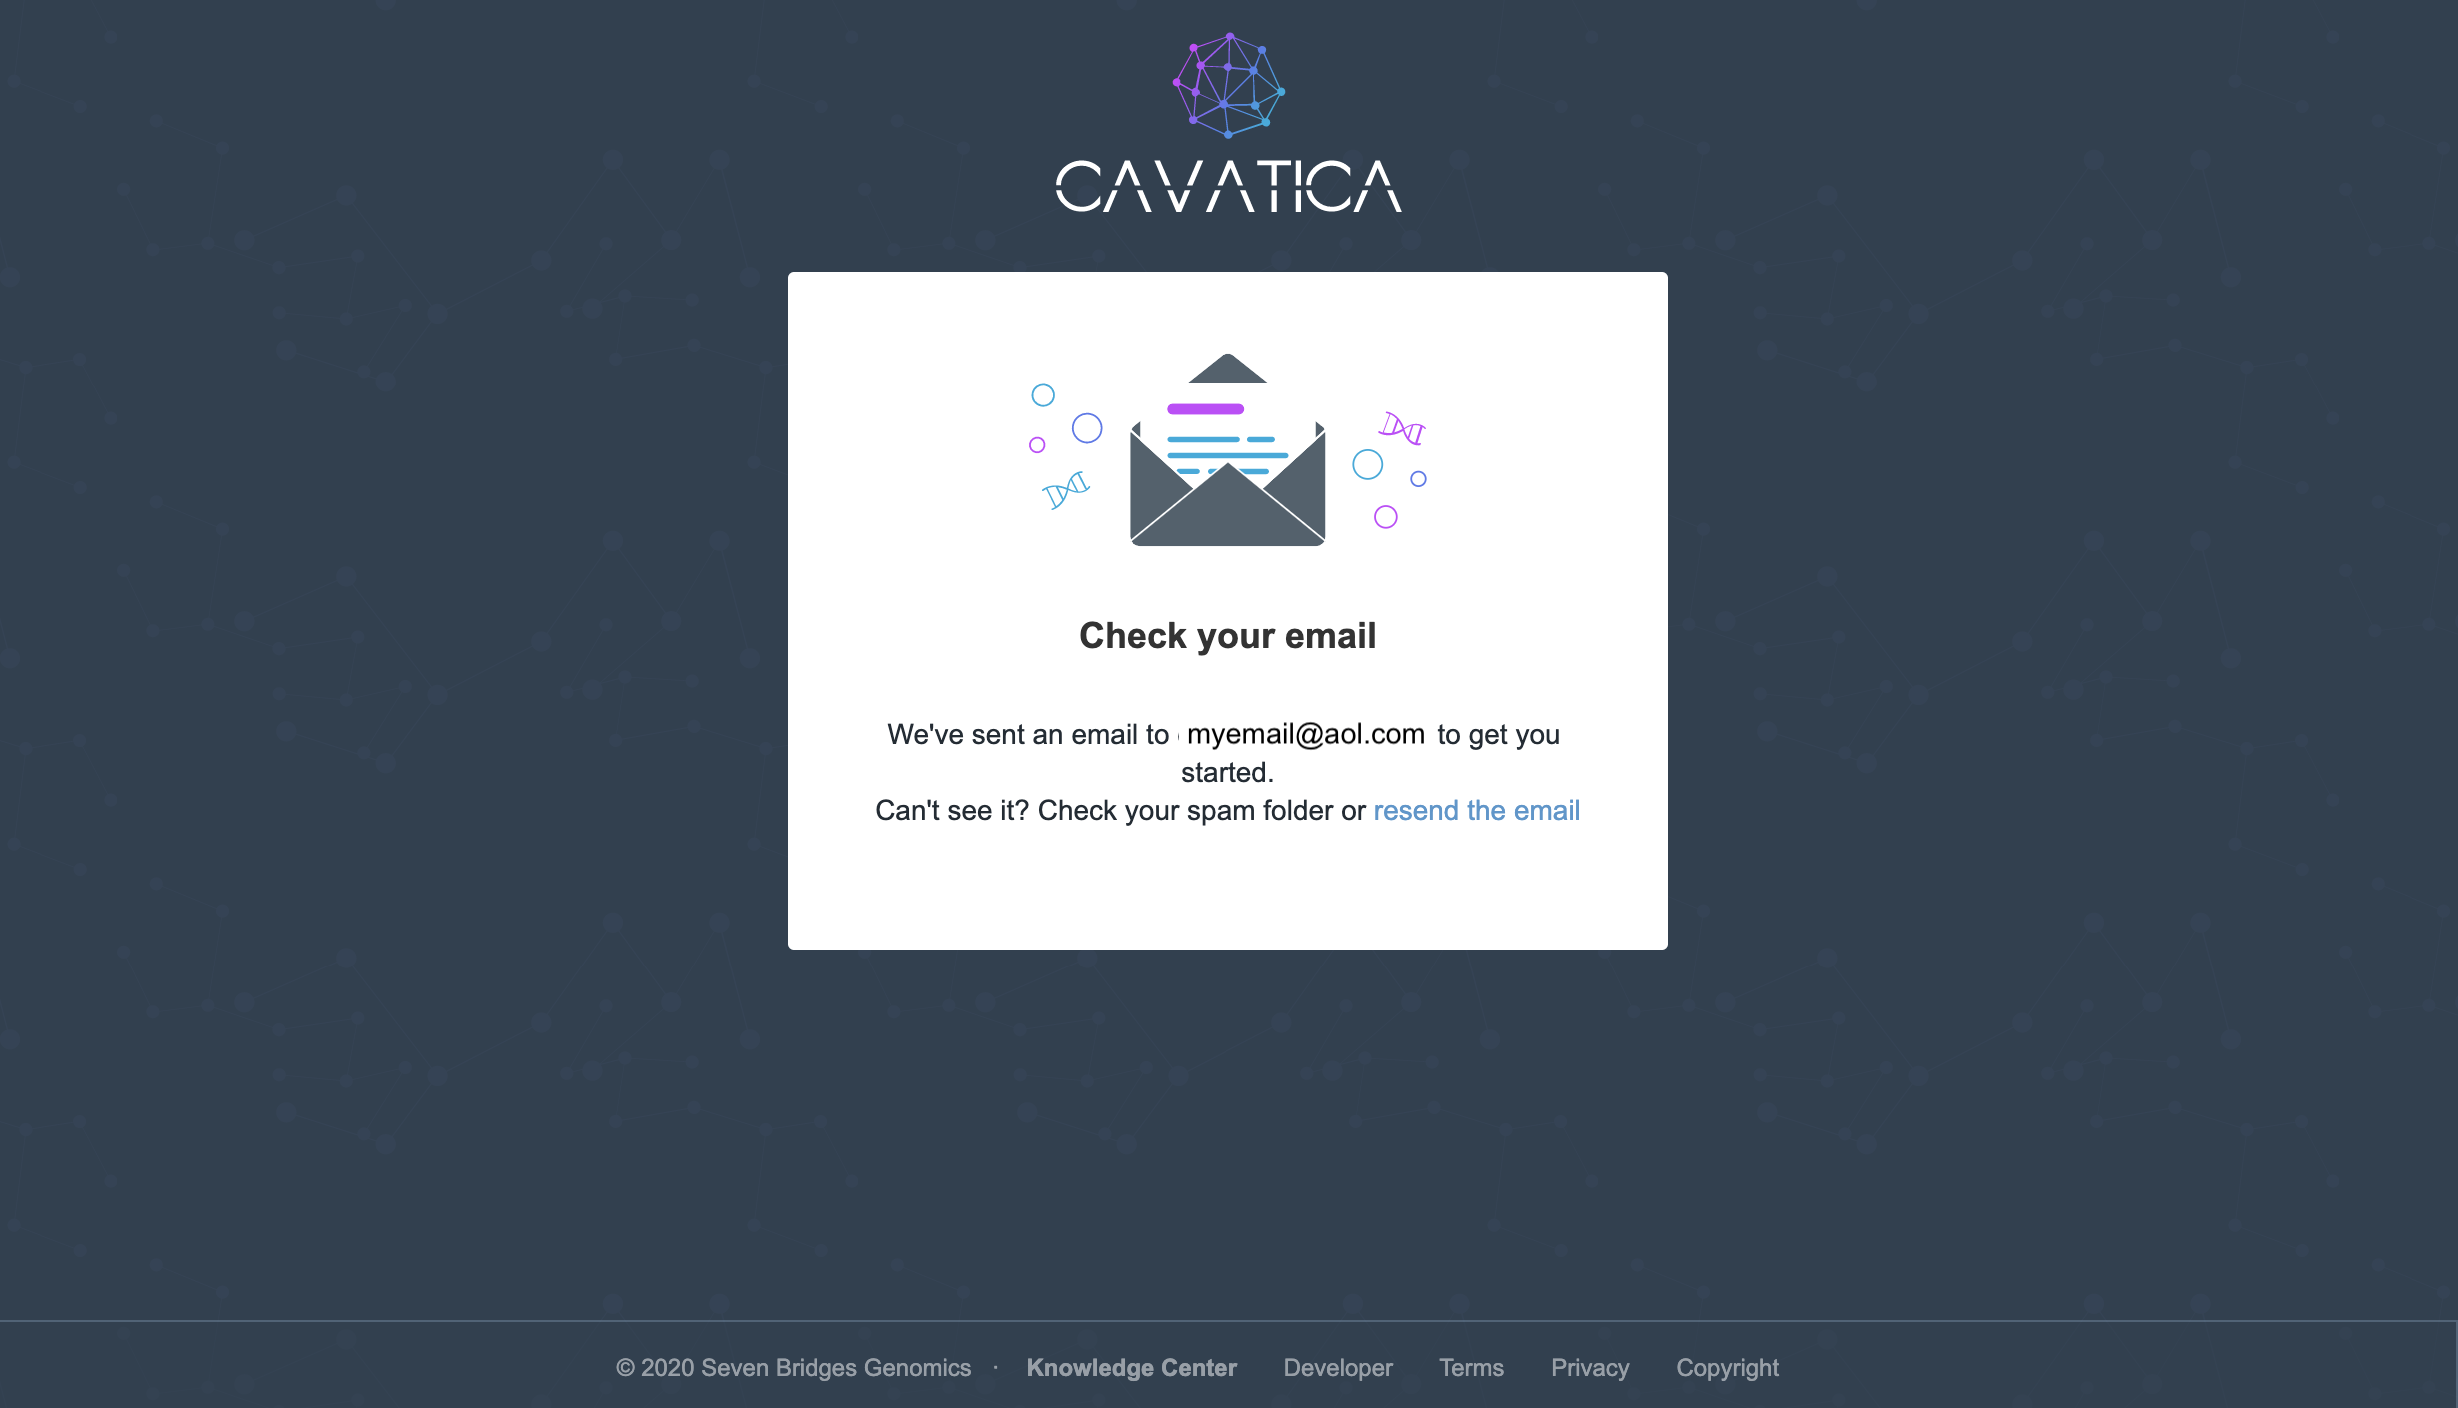 CAVATICA
Check your email
We've sent an email to myemail@aol.com to get you
started.
Can't see it? Check your spam folder or resend the email
© 2020 Seven Bridges Genomics · Knowledge Center Developer Terms Privacy Copyright